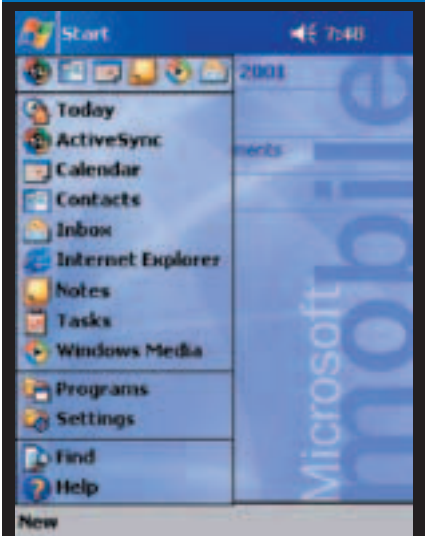 Start 7:48
2001
Today
ActiveSync
ments
Calendar
Contacts
Inbox
Internet Explorer
Notes
Tasks
Windows Media
Programs
Settings
Find
Help
Microsoft
mobile
New